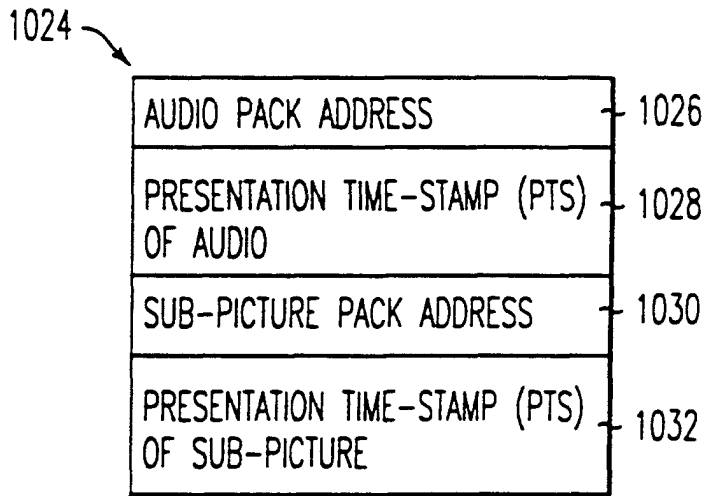 1024
AUDIO PACK ADDRESS 1026
PRESENTATION TIME-STAMP (PTS) 1028
OF AUDIO
SUB-PICTURE PACK ADDRESS 1030
PRESENTATION TIME-STAMP (PTS) 1032
OF SUB-PICTURE